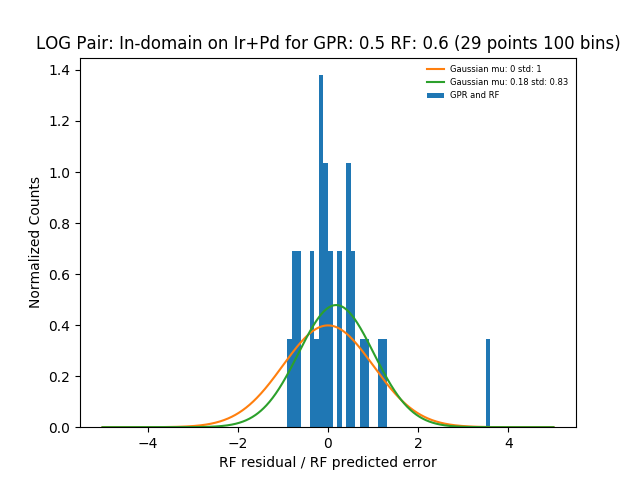 LOG Pair: In-domain on Ir+Pd for GPR: 0.5 RF: 0.6 (29 points 100 bins)
Gaussian mu: 0 std: 1
Gaussian mu: 0.18 std: 0.83
GPR and RF
Normalized Counts
1.4
1.2
1.0
0.8
0.6
0.4
0.2
0.0
−4 −2 0 2 4
RF residual / RF predicted error